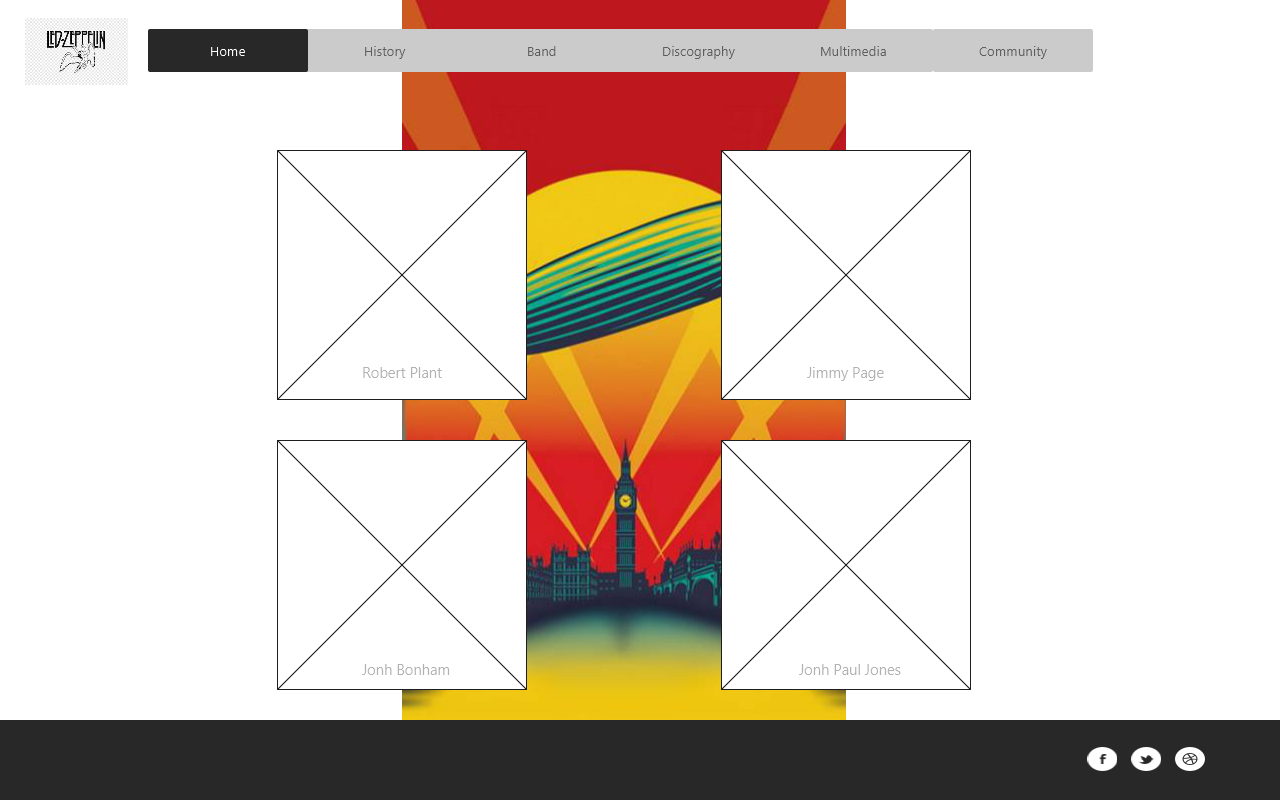 LED-ZEPPELIN
Home History Band Discography Multimedia Community
Robert Plant Jimmy Page
Jonh Bonham Jonh Paul Jones
f